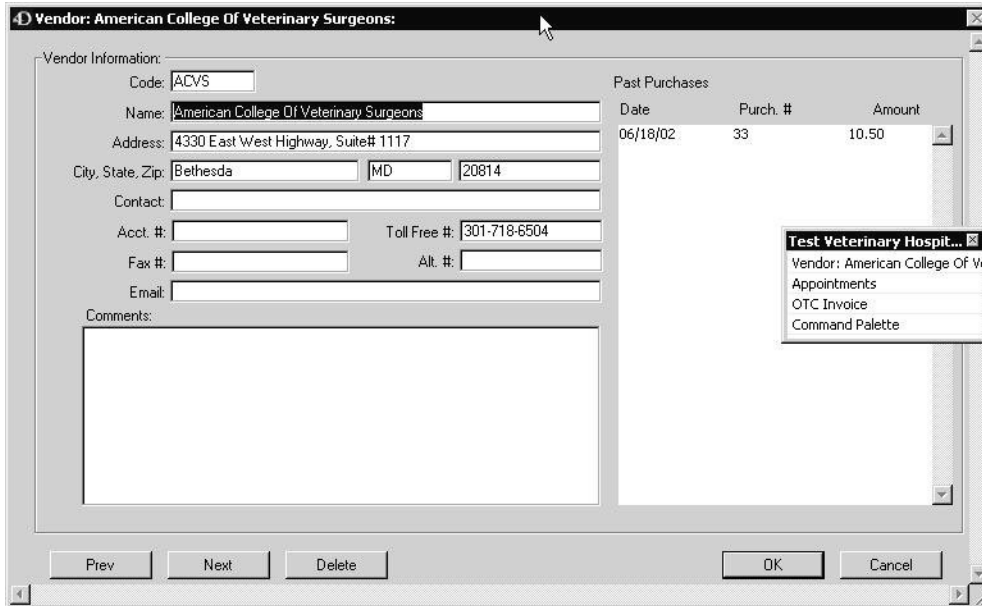 4D Vendor: American College Of Veterinary Surgeons:
Vendor Information:
Code: ACVS
Name: American College Of Veterinary Surgeons
Address: 4330 East West Highway, Suite# 1117
City, State, Zip: Bethesda MD 20814
Contact:
Acct. #: Toll Free #: 301-718-6504
Fax #: Alt. #:
Email:
Comments:
Past Purchases
Date Purch. # Amount
06/18/02 33 10.50
Test Veterinary Hospit...
Vendor: American College Of V
Appointments
OTC Invoice
Command Palette
Prev Next Delete OK Cancel